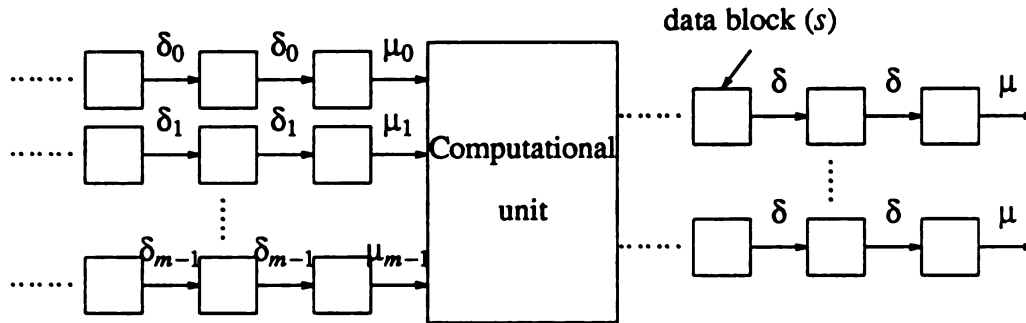 data block (s)
δ₀ δ₀ μ₀
δ δ μ
δ₁ δ₁ μ₁
Computational
unit
δ δ μ
δₘ₋₁ δₘ₋₁ μₘ₋₁